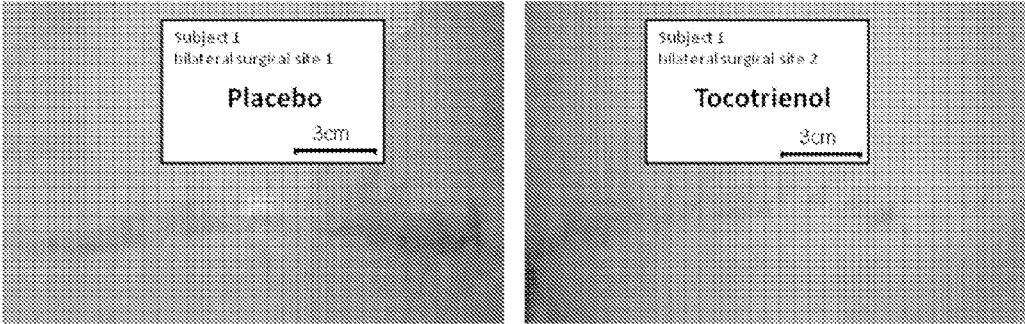 Subject 1
bilateral surgical site 1
Placebo
3cm
Subject 1
bilateral surgical site 2
Tocotrienol
3cm